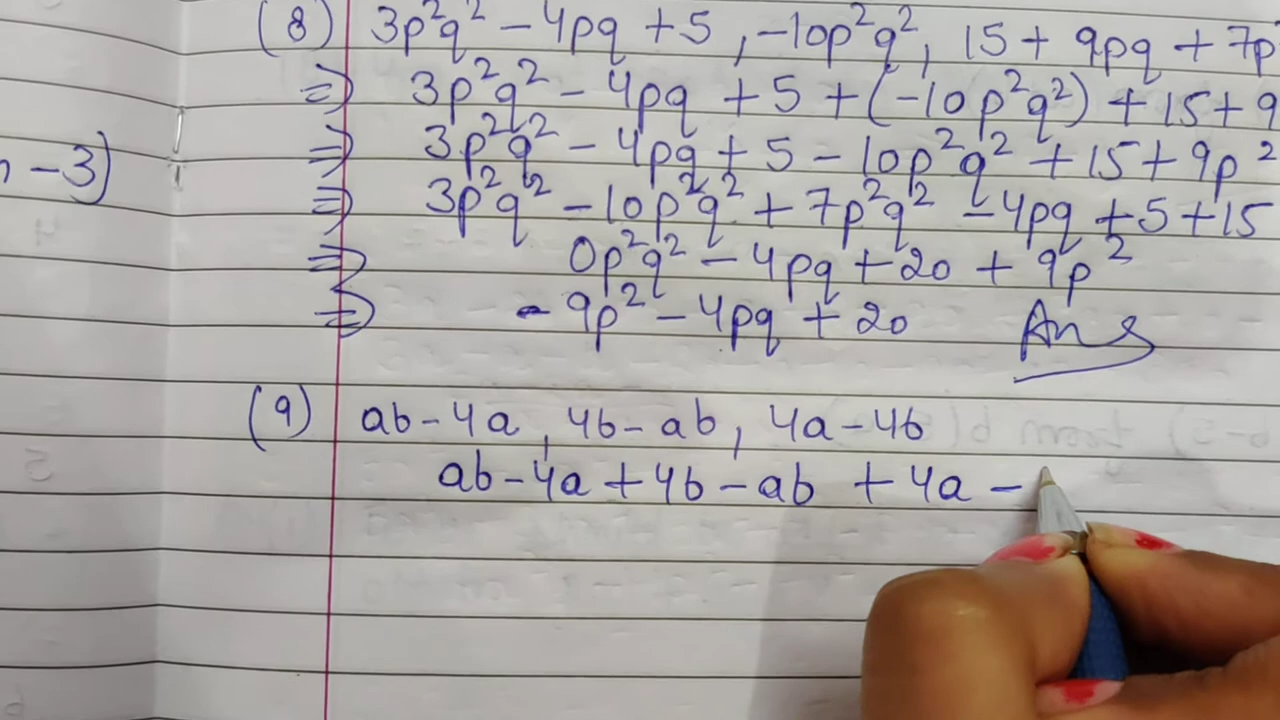 (8) 3p²q² - 4pq + 5, -10p²q², 15 + 9pq + 7p
⇒ 3p²q² - 4pq + 5 + (-10p²q²) + 15 + 9
n - 3) ⇒ 3p²q² - 4pq + 5 - 10p²q² + 15 + 9p²
⇒ 3p²q² - 10p²q² + 7p²q² - 4pq + 5 + 15
⇒ 0p²q² - 4pq + 20 + 9p²
⇒ - 9p² - 4pq + 20 Ans
(9) ab - 4a, 4b - ab, 4a - 4b
ab - 4a + 4b - ab + 4a -